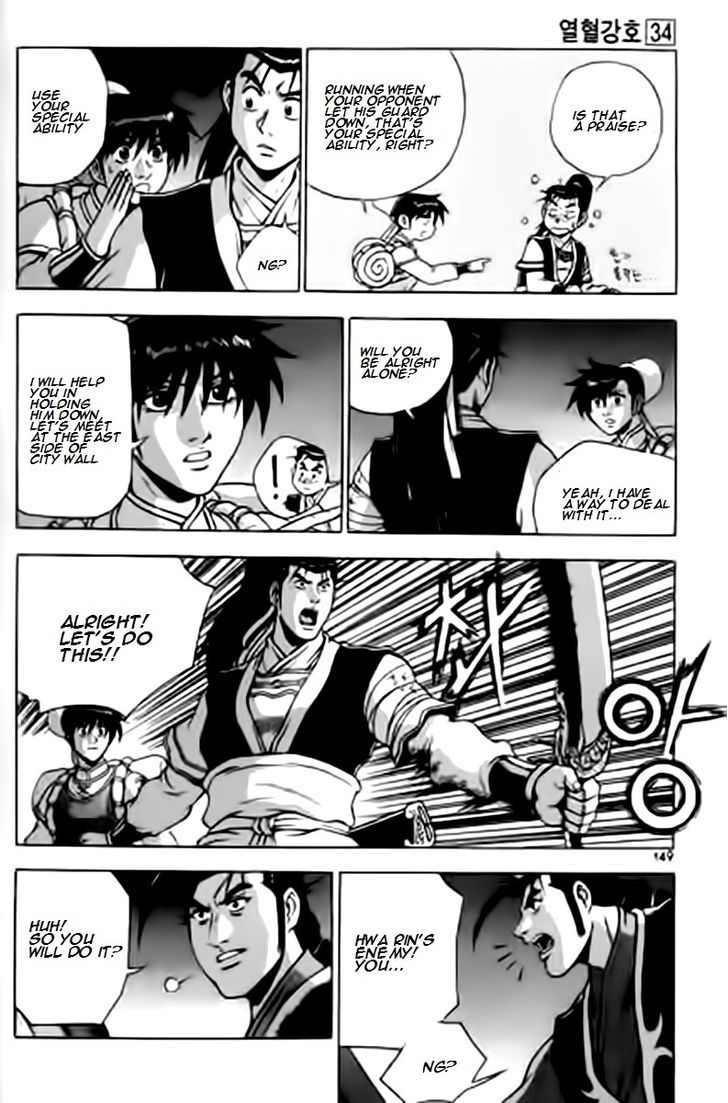 열혈강호 34
USE
YOUR
SPECIAL
ABILITY
NG?
RUNNING WHEN
YOUR OPPONENT
LET HIS GUARD
DOWN, THAT'S
YOUR SPECIAL
ABILITY, RIGHT?
IS THAT
A PRAISE?
I WILL HELP
YOU IN
HOLDING
HIM DOWN,
LET'S MEET
AT THE EAST
SIDE OF
CITY WALL
!
WILL YOU
BE ALRIGHT
ALONE?
YEAH, I HAVE
A WAY TO DEAL
WITH IT...
ALRIGHT!
LET'S DO
THIS!!
149
HUH!
SO YOU
WILL DO IT?
HWA RIN'S
ENEMY!
YOU...
NG?